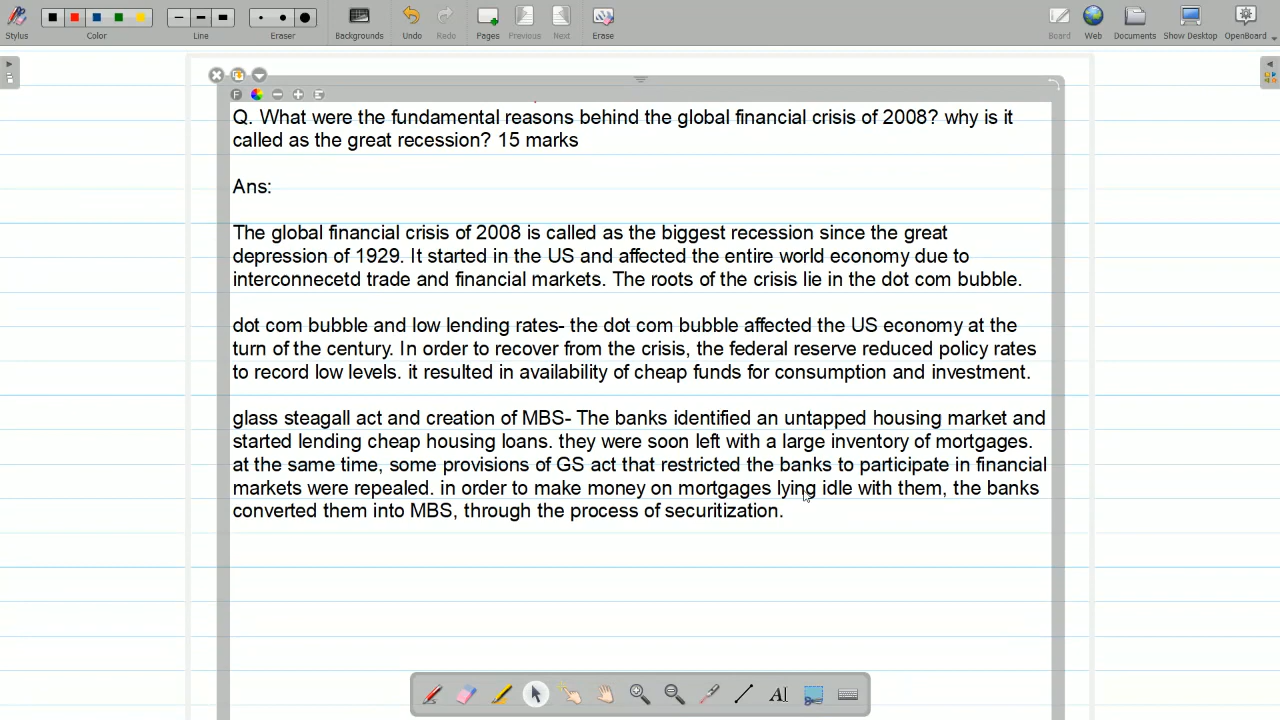 Stylus
Color
Line
Eraser
Backgrounds
Undo
Redo
Pages
Previous
Next
Erase
Board
Web
Documents
Show Desktop
OpenBoard
F
Q. What were the fundamental reasons behind the global financial crisis of 2008? why is it
called as the great recession? 15 marks
Ans:
The global financial crisis of 2008 is called as the biggest recession since the great
depression of 1929. It started in the US and affected the entire world economy due to
interconnecetd trade and financial markets. The roots of the crisis lie in the dot com bubble.
dot com bubble and low lending rates- the dot com bubble affected the US economy at the
turn of the century. In order to recover from the crisis, the federal reserve reduced policy rates
to record low levels. it resulted in availability of cheap funds for consumption and investment.
glass steagall act and creation of MBS- The banks identified an untapped housing market and
started lending cheap housing loans. they were soon left with a large inventory of mortgages.
at the same time, some provisions of GS act that restricted the banks to participate in financial
markets were repealed. in order to make money on mortgages lying idle with them, the banks
converted them into MBS, through the process of securitization.
AI